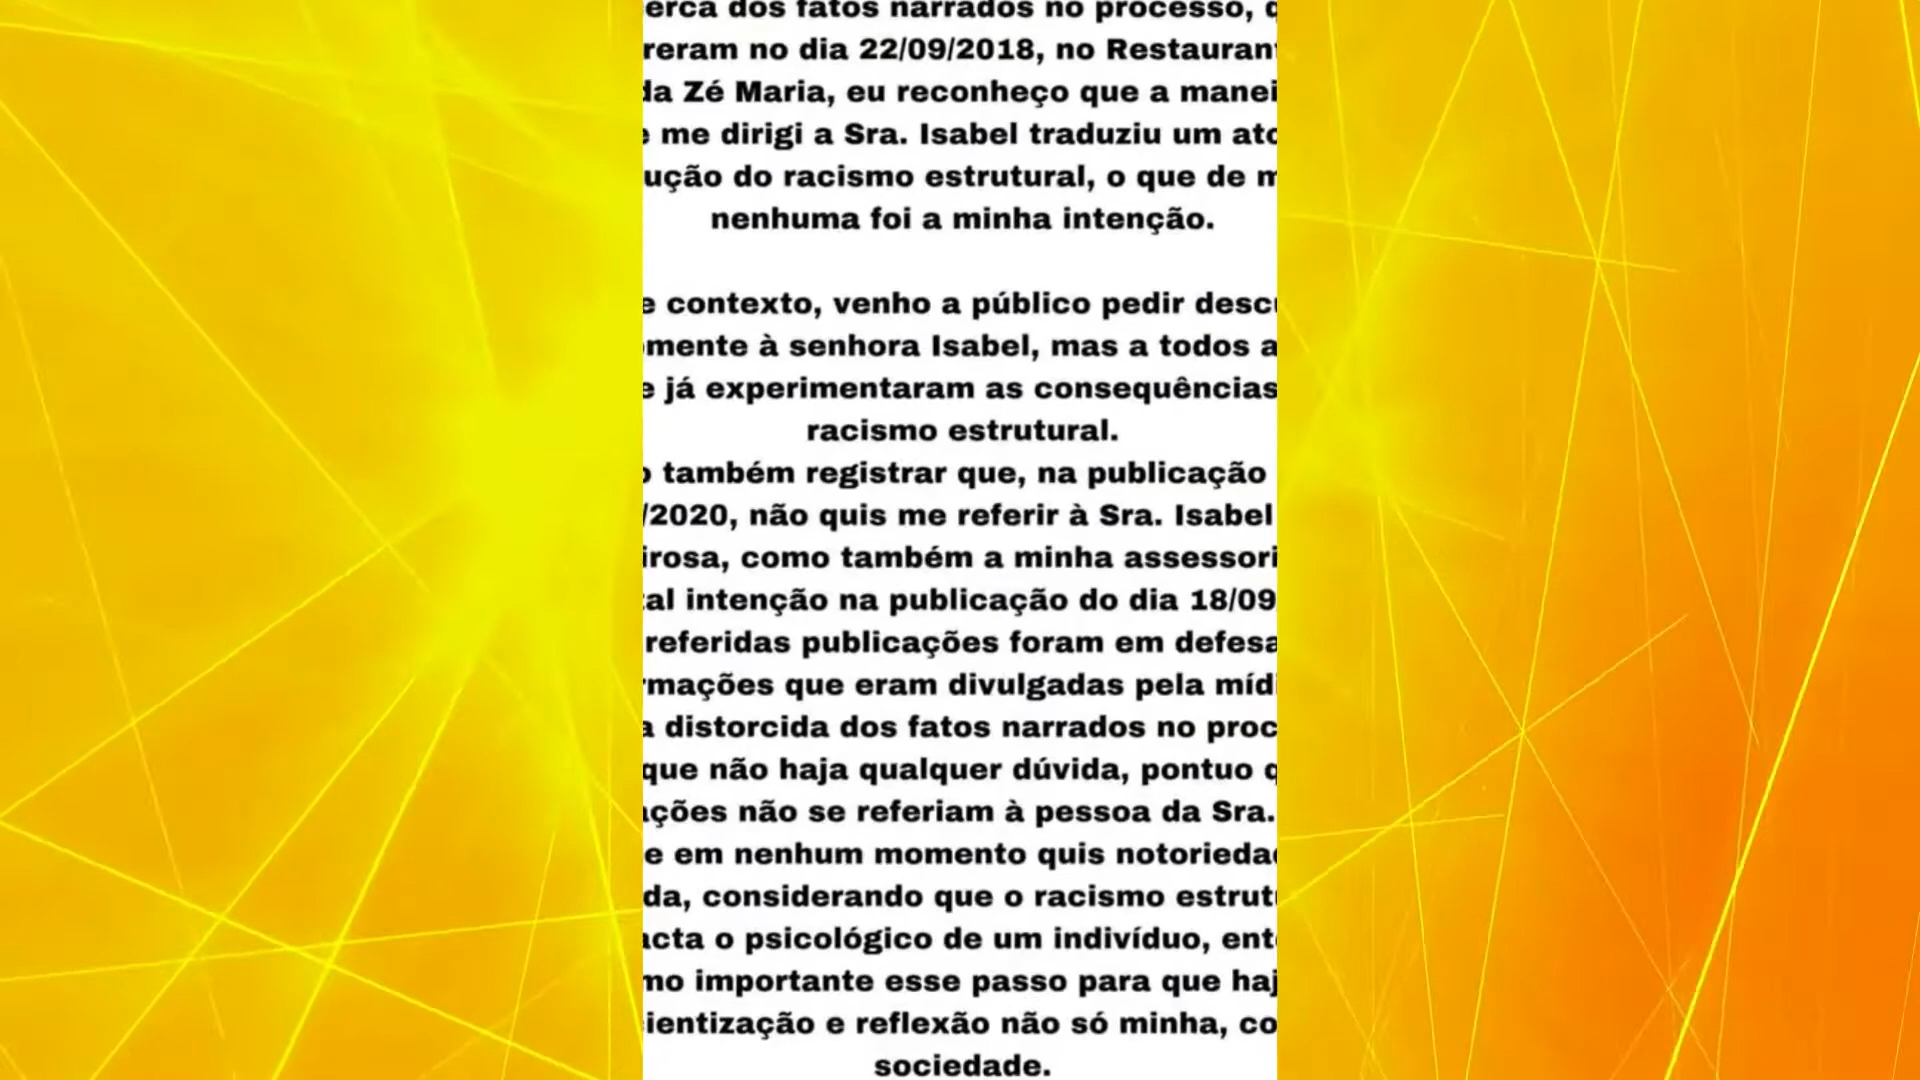 erca dos fatos narrados no processo, q
reram no dia 22/09/2018, no Restauran
da Zé Maria, eu reconheço que a manei
e me dirigi a Sra. Isabel traduziu um ato
ução do racismo estrutural, o que de m
nenhuma foi a minha intenção.
e contexto, venho a público pedir descu
mente à senhora Isabel, mas a todos a
e já experimentaram as consequências
racismo estrutural.
o também registrar que, na publicação
/2020, não quis me referir à Sra. Isabel
irosa, como também a minha assessori
tal intenção na publicação do dia 18/09
referidas publicações foram em defesa
rmações que eram divulgadas pela mídi
a distorcida dos fatos narrados no proc
que não haja qualquer dúvida, pontuo q
ações não se referiam à pessoa da Sra.
e em nenhum momento quis notorieda
da, considerando que o racismo estrut
acta o psicológico de um indivíduo, ent
mo importante esse passo para que haj
cientização e reflexão não só minha, co
sociedade.